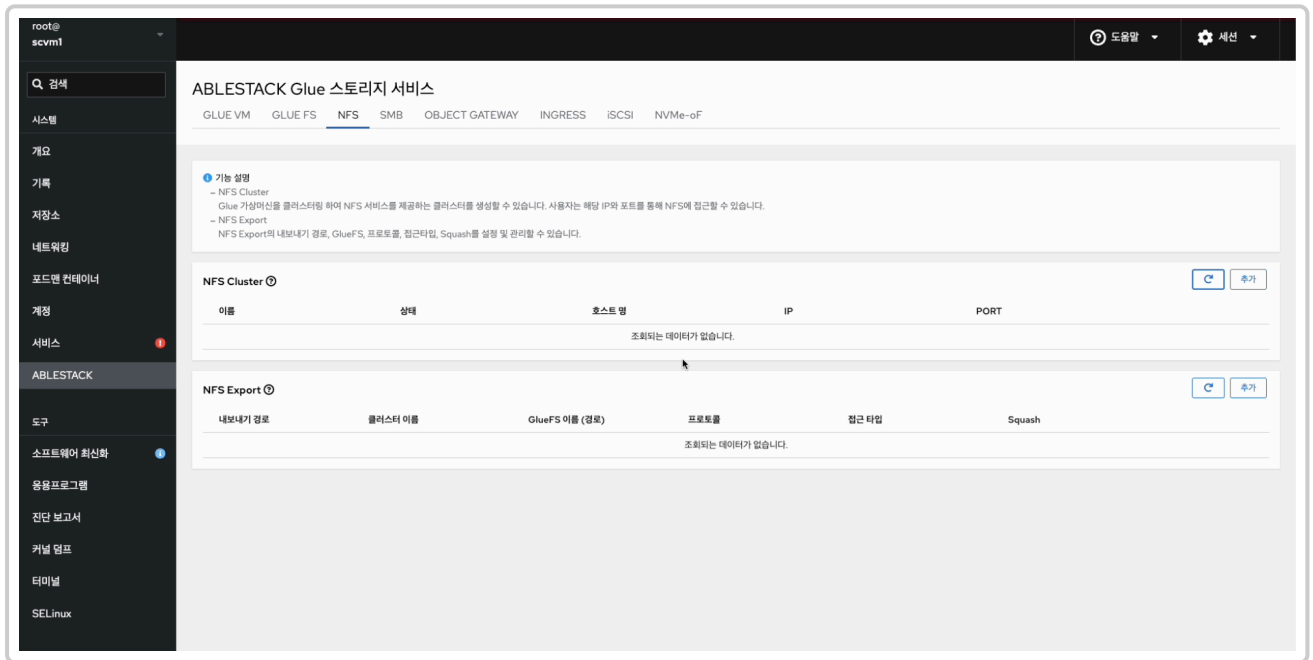 root@
scvm1
도움말
세션
검색
시스템
개요
기록
저장소
네트워킹
포드맨 컨테이너
계정
서비스
ABLESTACK
도구
소프트웨어 최신화
응용프로그램
진단 보고서
커널 덤프
터미널
SELinux
ABLESTACK Glue 스토리지 서비스
GLUE VM GLUE FS NFS SMB OBJECT GATEWAY INGRESS iSCSI NVMe-oF
기능 설명
– NFS Cluster
Glue 가상머신을 클러스터링 하여 NFS 서비스를 제공하는 클러스터를 생성할 수 있습니다. 사용자는 해당 IP와 포트를 통해 NFS에 접근할 수 있습니다.
– NFS Export
NFS Export의 내보내기 경로, GlueFS, 프로토콜, 접근타입, Squash를 설정 및 관리할 수 있습니다.
NFS Cluster
추가
이름 상태 호스트 명 IP PORT
조회되는 데이터가 없습니다.
NFS Export
추가
내보내기 경로 클러스터 이름 GlueFS 이름 (경로) 프로토콜 접근 타입 Squash
조회되는 데이터가 없습니다.